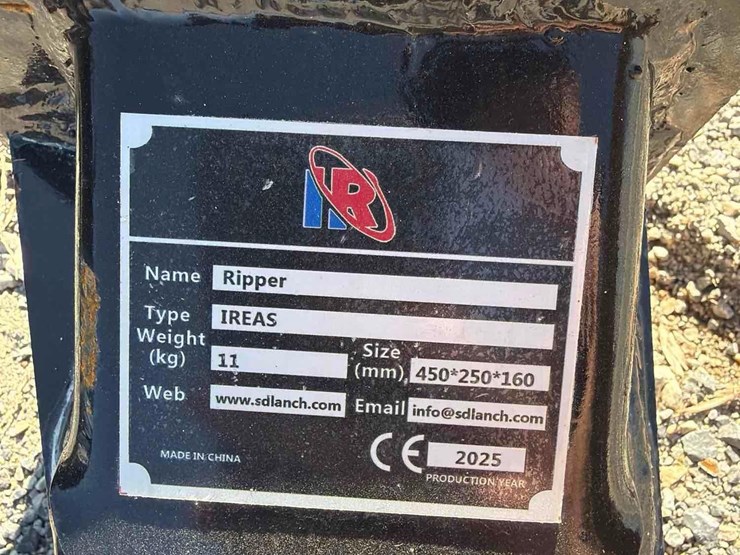 R
Name Ripper
Type IREAS
Weight (kg) 11
Size (mm) 450*250*160
Web www.sdlanch.com
Email info@sdlanch.com
MADE IN CHINA
CE 2025
PRODUCTION YEAR